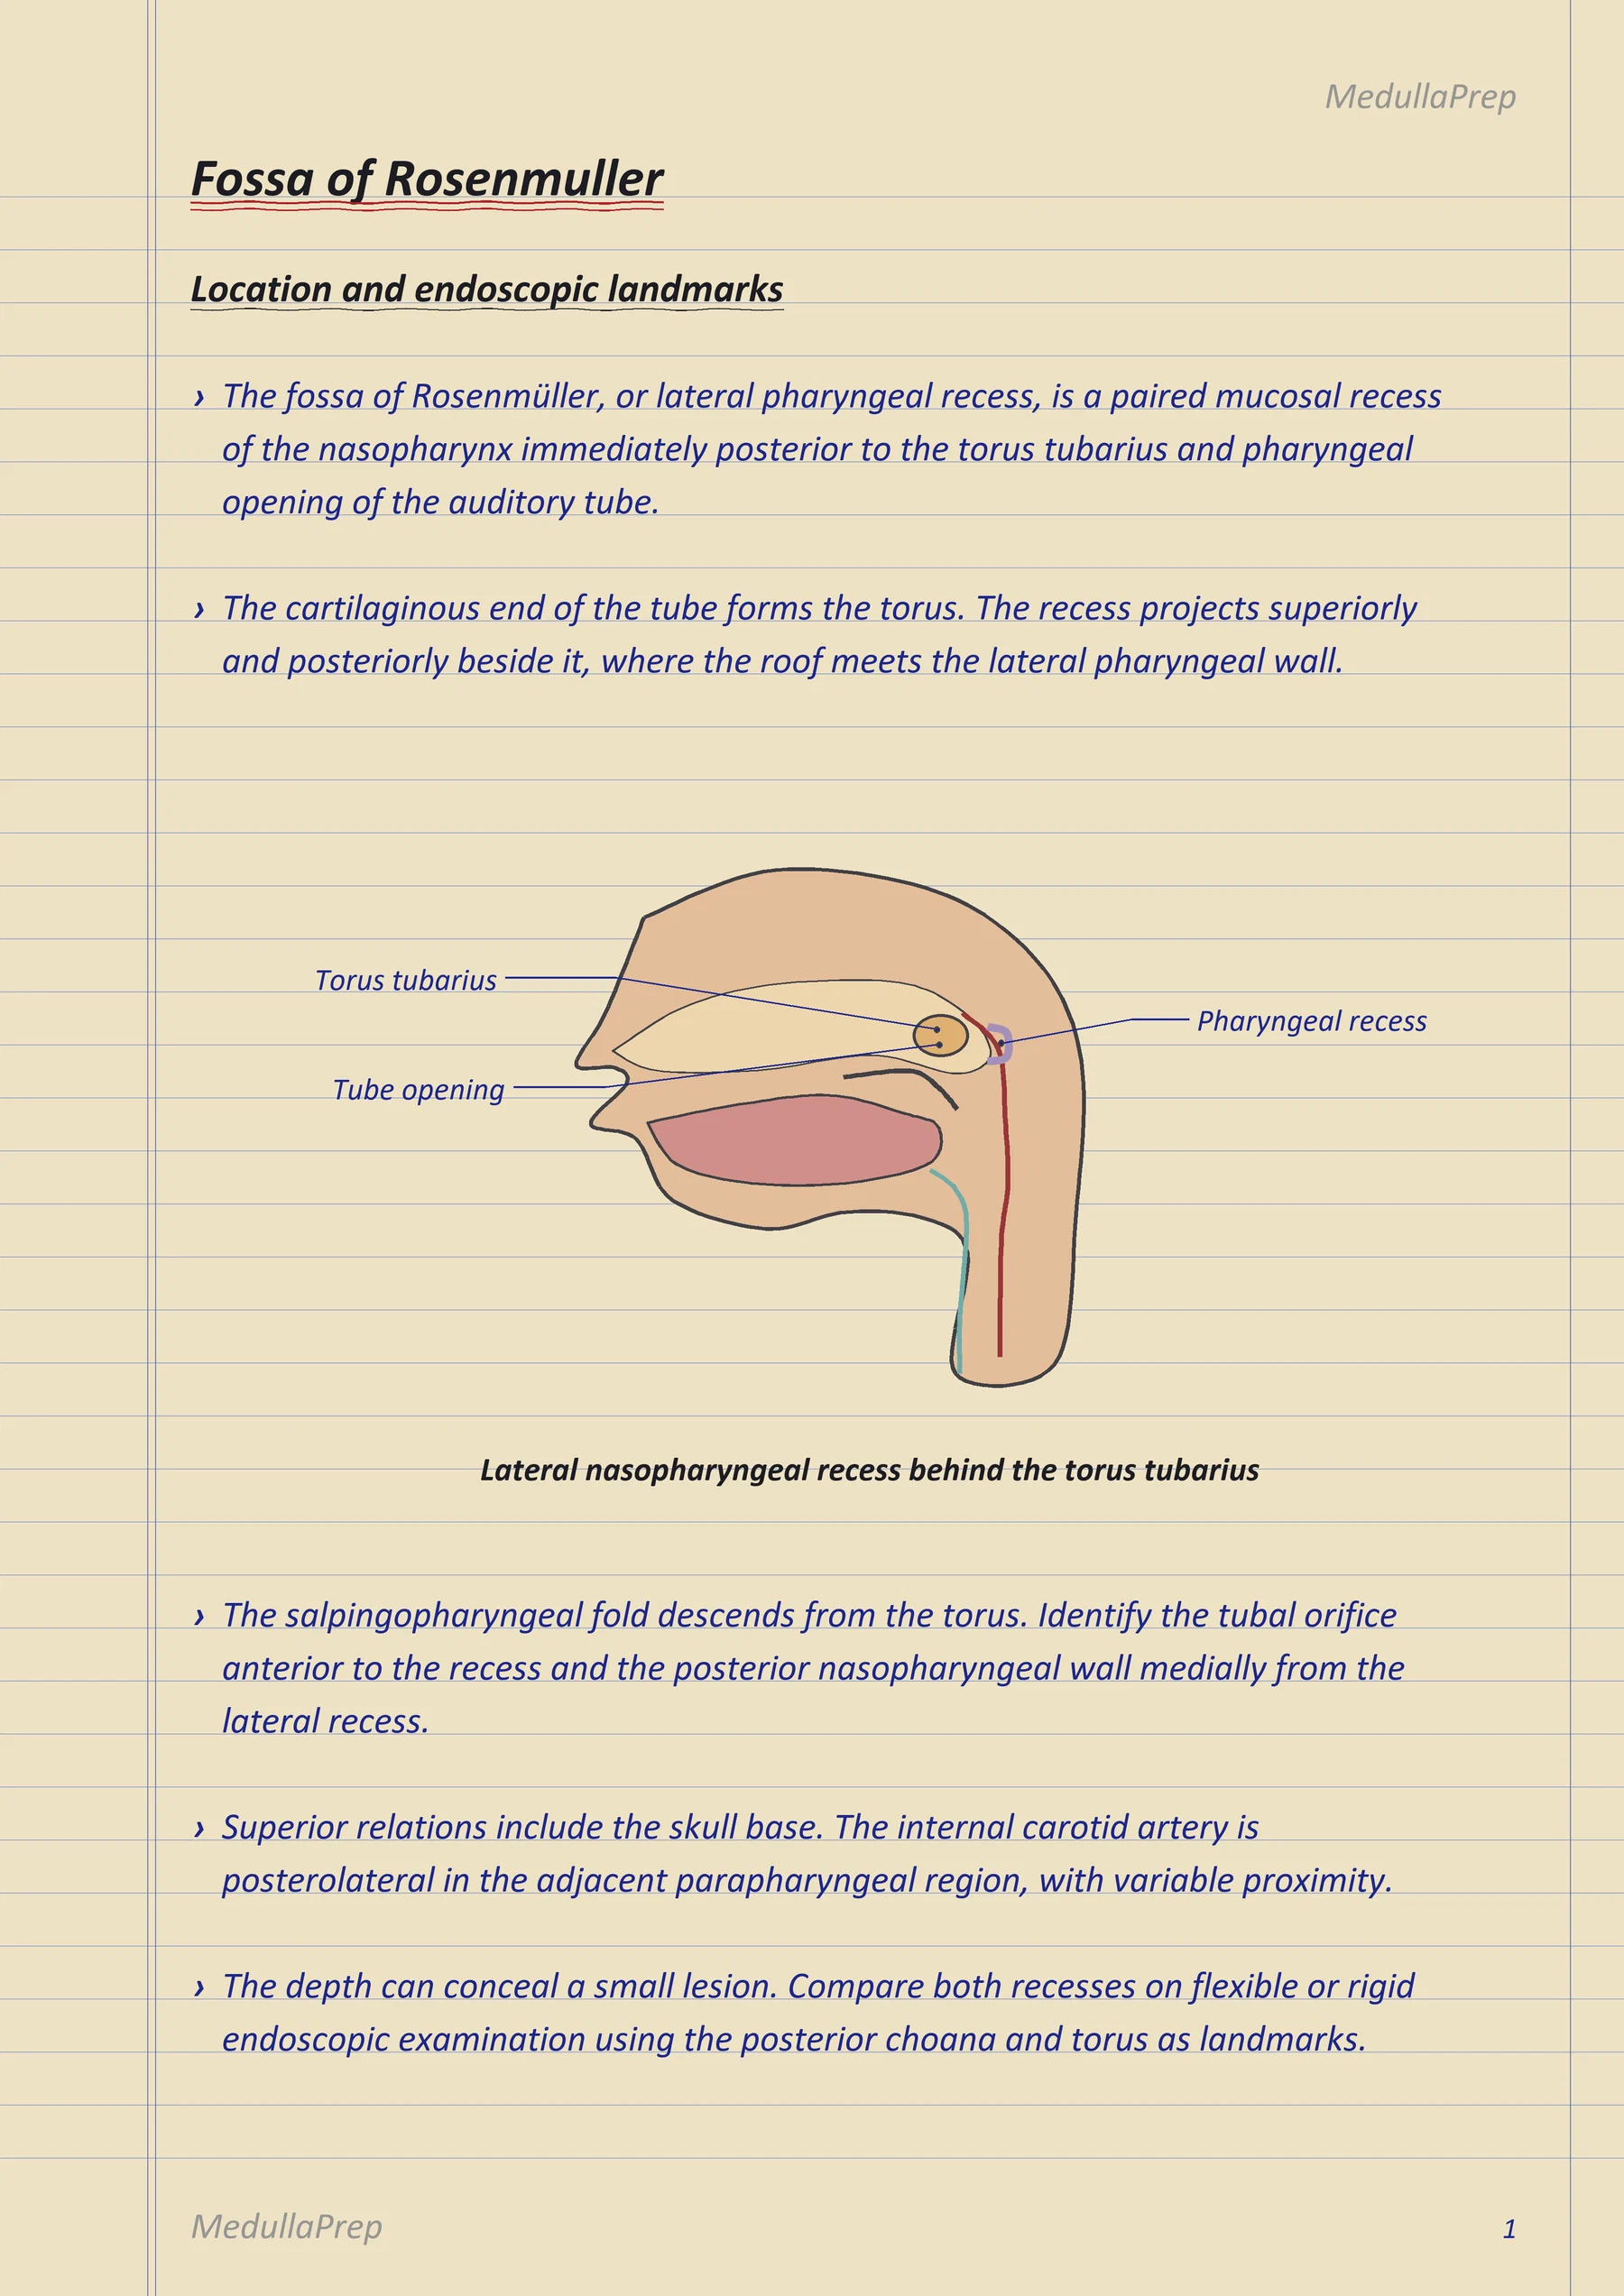 MedullaPrep
Fossa of Rosenmuller
Location and endoscopic landmarks
› The fossa of Rosenmüller, or lateral pharyngeal recess, is a paired mucosal recess
of the nasopharynx immediately posterior to the torus tubarius and pharyngeal
opening of the auditory tube.
› The cartilaginous end of the tube forms the torus. The recess projects superiorly
and posteriorly beside it, where the roof meets the lateral pharyngeal wall.
Torus tubarius
Pharyngeal recess
Tube opening
Lateral nasopharyngeal recess behind the torus tubarius
› The salpingopharyngeal fold descends from the torus. Identify the tubal orifice
anterior to the recess and the posterior nasopharyngeal wall medially from the
lateral recess.
› Superior relations include the skull base. The internal carotid artery is
posterolateral in the adjacent parapharyngeal region, with variable proximity.
› The depth can conceal a small lesion. Compare both recesses on flexible or rigid
endoscopic examination using the posterior choana and torus as landmarks.
MedullaPrep
1